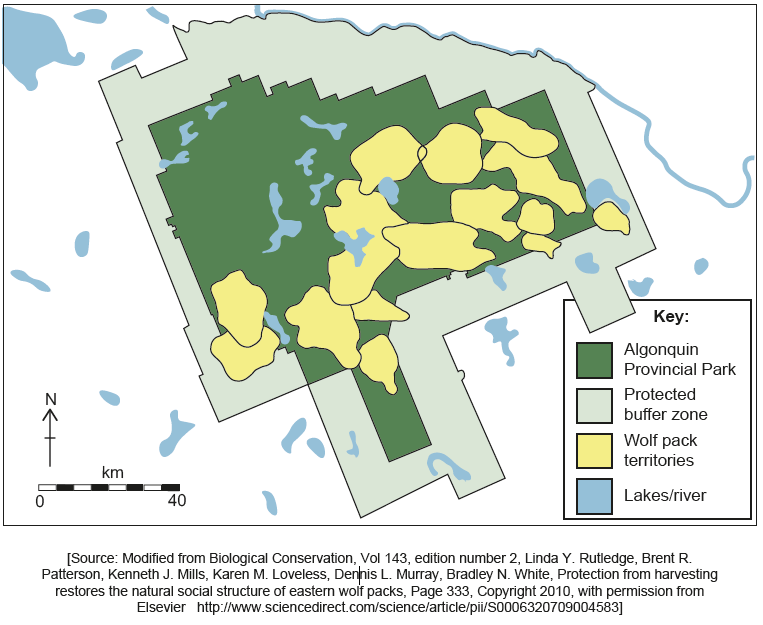 N
km
0 40
Key:
Algonquin
Provincial Park
Protected
buffer zone
Wolf pack
territories
Lakes/river
[Source: Modified from Biological Conservation, Vol 143, edition number 2, Linda Y. Rutledge, Brent R.
Patterson, Kenneth J. Mills, Karen M. Loveless, Dennis L. Murray, Bradley N. White, Protection from harvesting
restores the natural social structure of eastern wolf packs, Page 333, Copyright 2010, with permission from
Elsevier http://www.sciencedirect.com/science/article/pii/S0006320709004583]